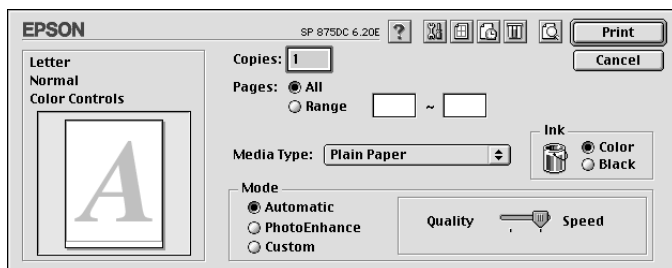 EPSON
SP 875DC 6.20E
?
Print
Letter
Normal
Color Controls
A
Copies: 1
Cancel
Pages: All
Range ~
Media Type: Plain Paper
Ink
Color
Black
Mode
Automatic
PhotoEnhance
Custom
Quality Speed